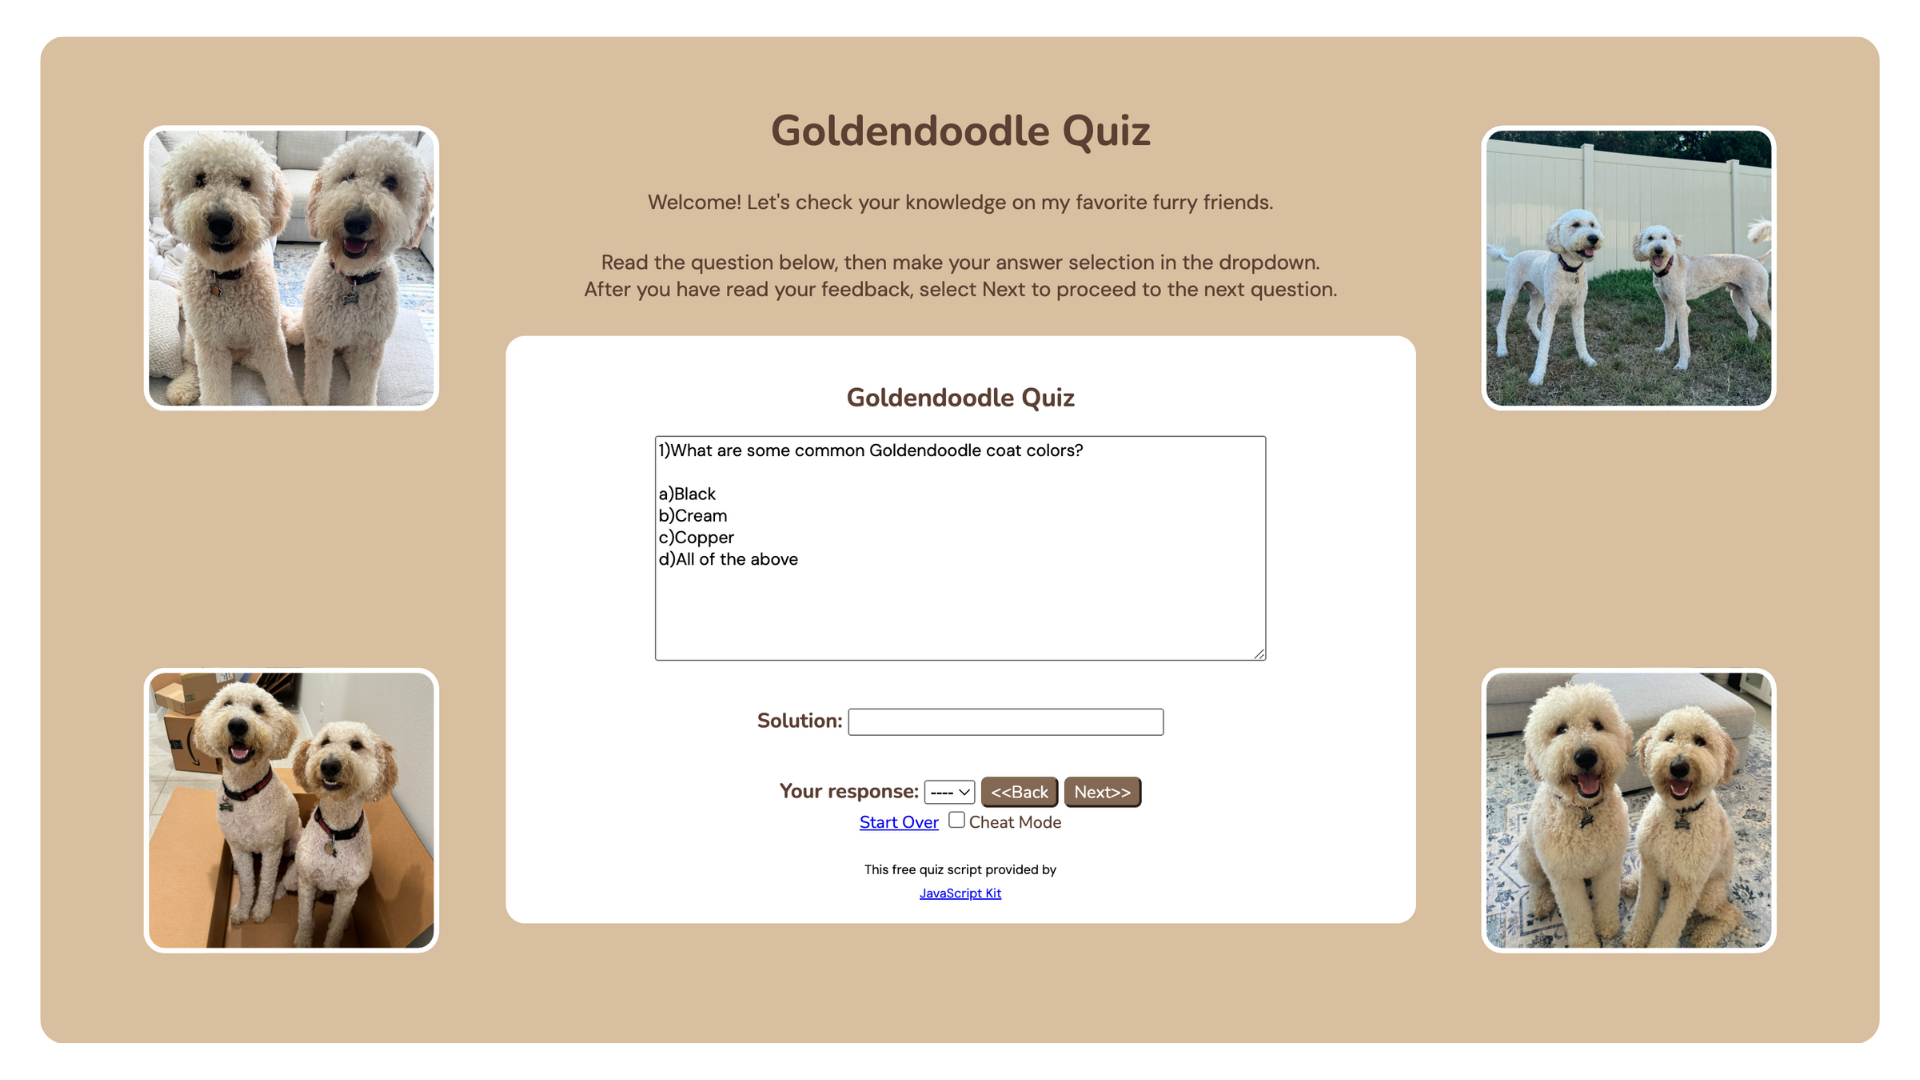 Goldendoodle Quiz
Welcome! Let's check your knowledge on my favorite furry friends.
Read the question below, then make your answer selection in the dropdown.
After you have read your feedback, select Next to proceed to the next question.
Goldendoodle Quiz
1)What are some common Goldendoodle coat colors?
a)Black
b)Cream
c)Copper
d)All of the above
Solution:
Your response: ---- <<Back Next>>
Start Over Cheat Mode
This free quiz script provided by
JavaScript Kit